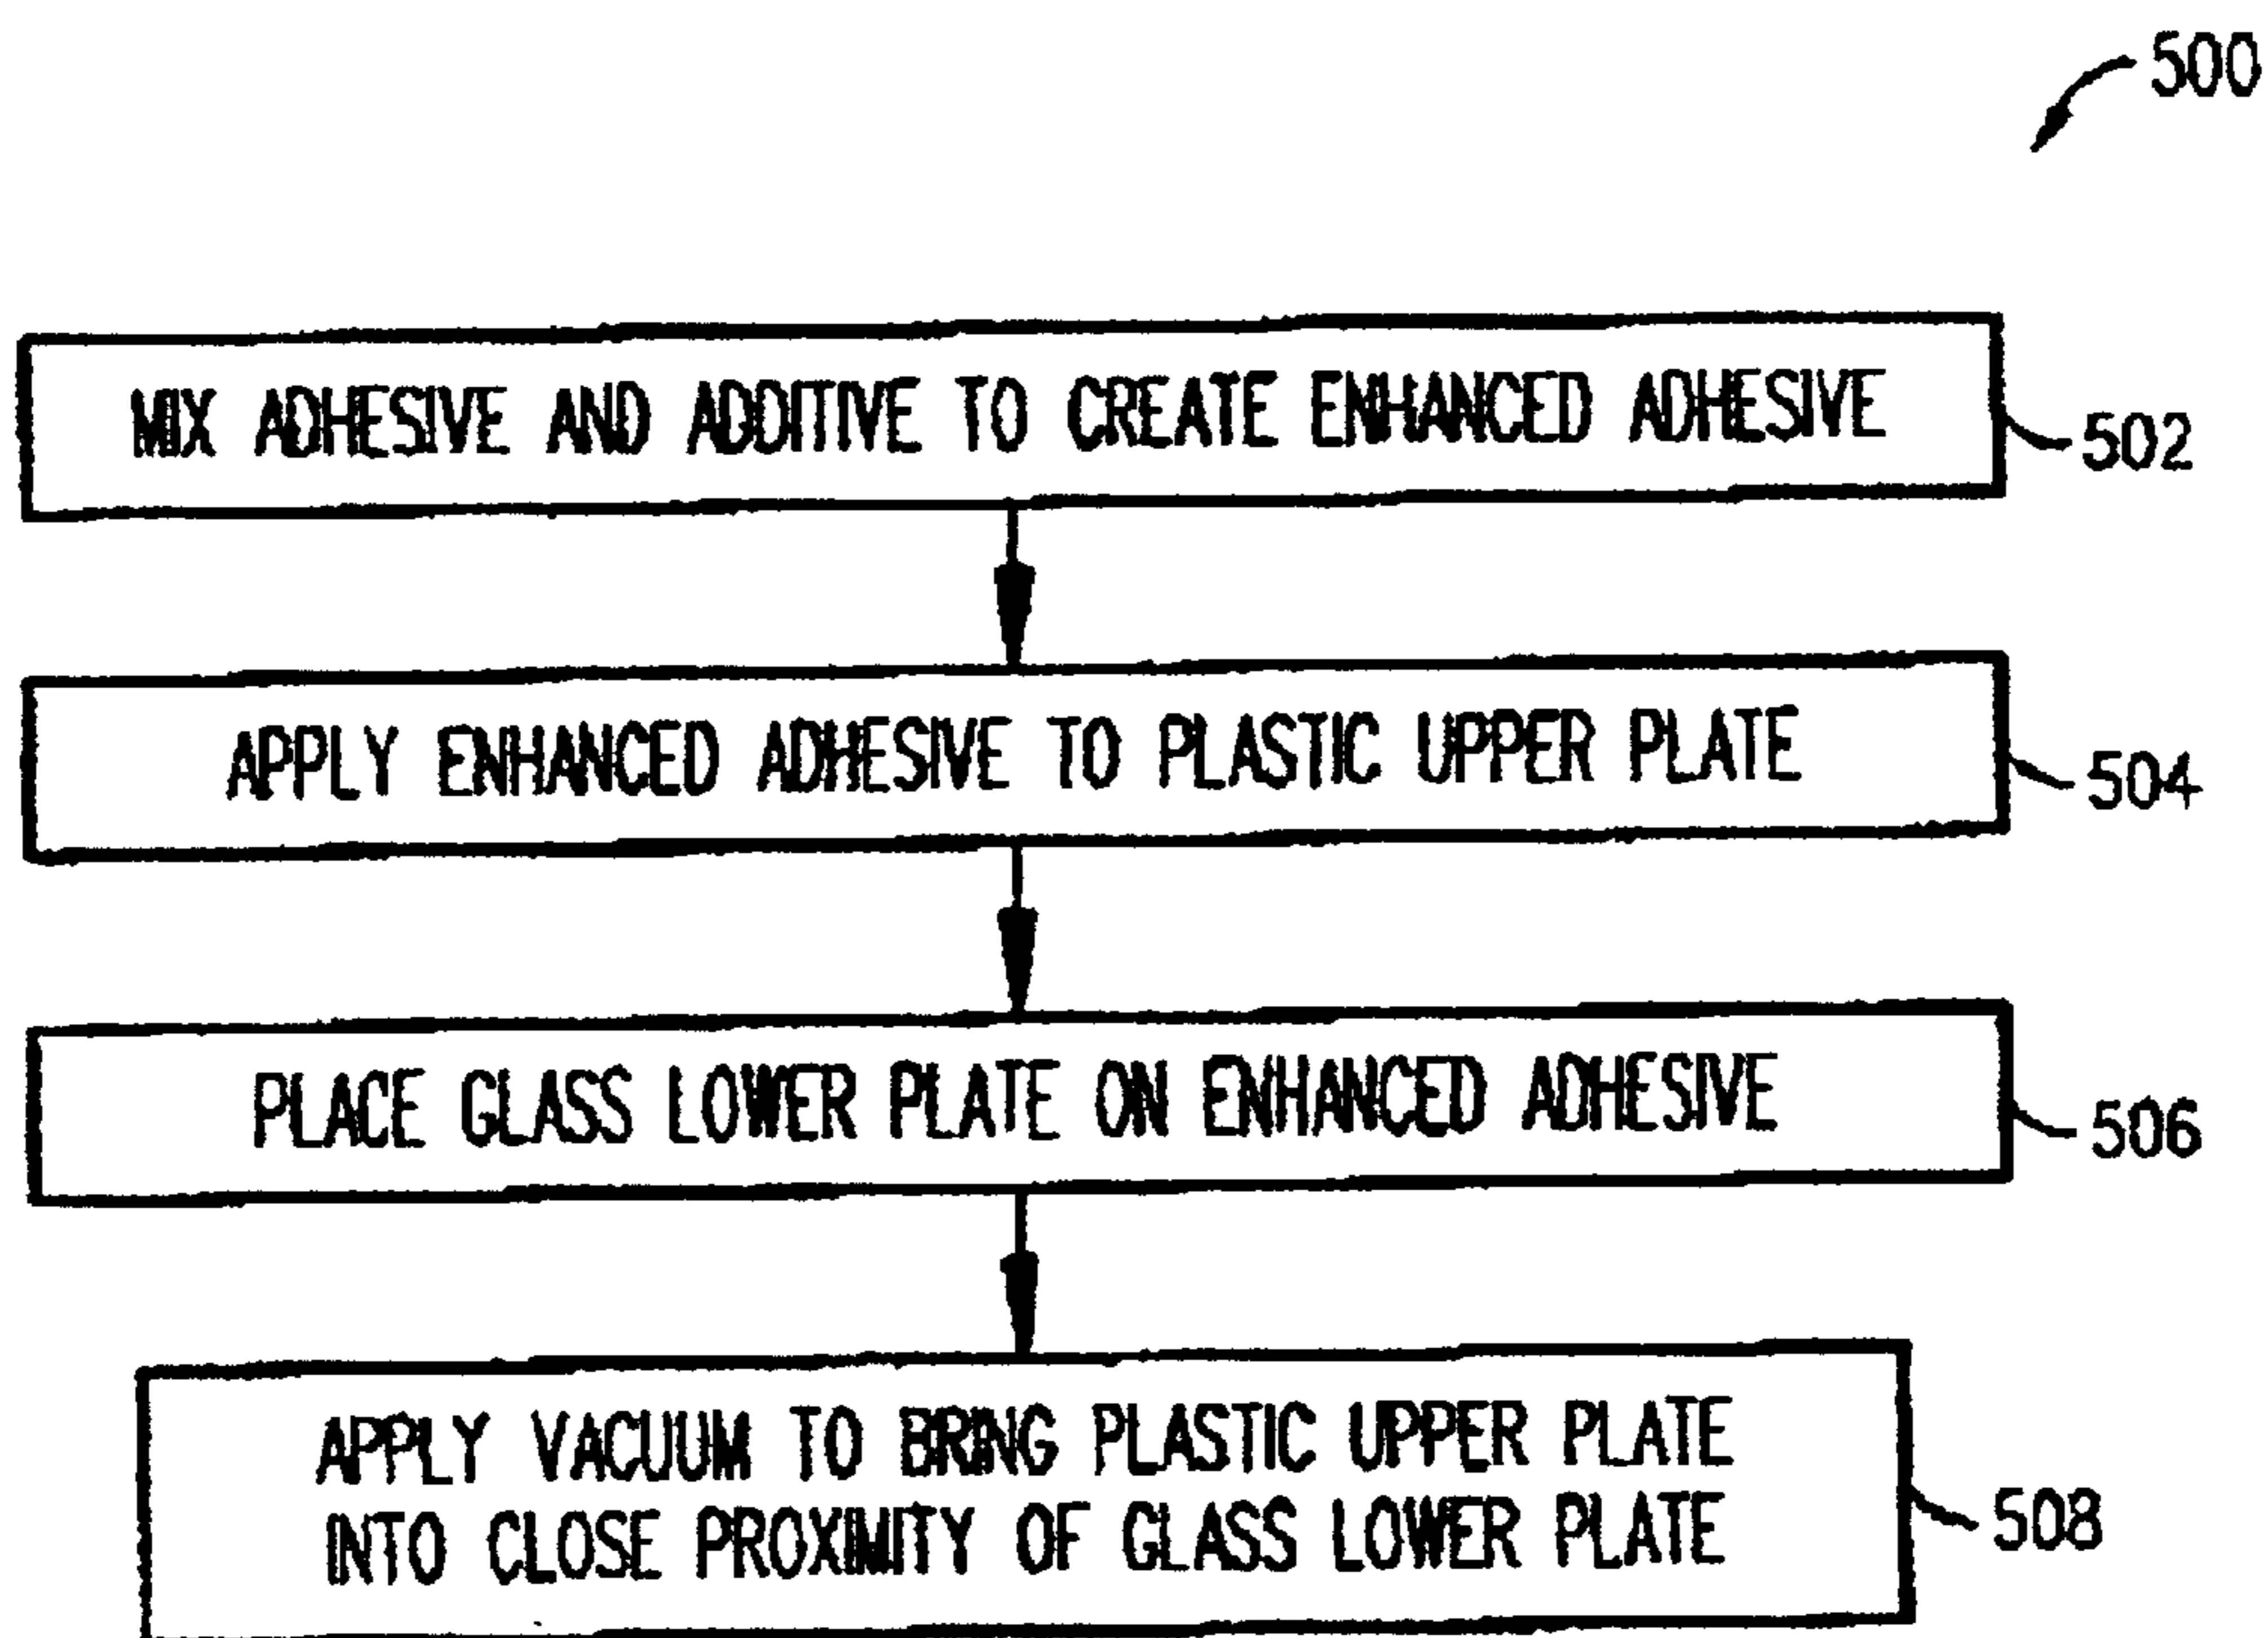 500
MIX ADHESIVE AND ADDITIVE TO CREATE ENHANCED ADHESIVE
502
APPLY ENHANCED ADHESIVE TO PLASTIC UPPER PLATE
504
PLACE GLASS LOWER PLATE ON ENHANCED ADHESIVE
506
APPLY VACUUM TO BRING PLASTIC UPPER PLATE
INTO CLOSE PROXIMITY OF GLASS LOWER PLATE
508